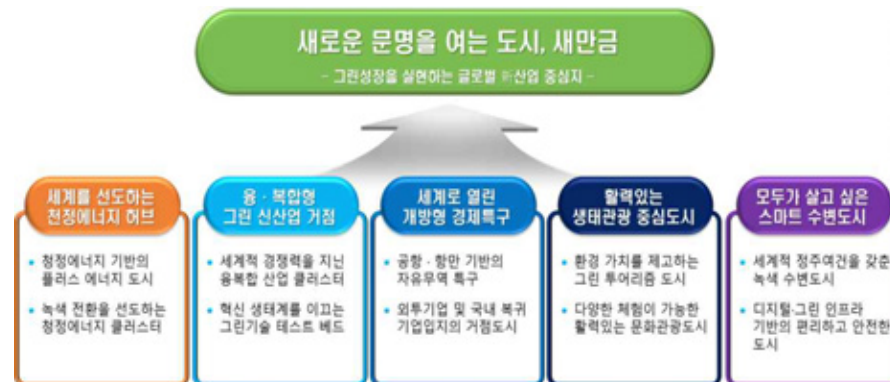 새로운 문명을 여는 도시, 새만금
- 그린성장을 실현하는 글로벌 新산업 중심지 -
세계를 선도하는
청정에너지 허브
청정에너지 기반의
플러스 에너지 도시
녹색 전환을 선도하는
청정에너지 클러스터
융 · 복합형
그린 신산업 거점
세계적 경쟁력을 지닌
융복합 산업 클러스터
혁신 생태계를 이끄는
그린기술 테스트 베드
세계로 열린
개방형 경제특구
공항 · 항만 기반의
자유무역 특구
외투기업 및 국내 복귀
기업입지의 거점도시
활력있는
생태관광 중심도시
환경 가치를 제고하는
그린 투어리즘 도시
다양한 체험이 가능한
활력있는 문화관광도시
모두가 살고 싶은
스마트 수변도시
세계적 정주여건을 갖춘
녹색 수변도시
디지털·그린 인프라
기반의 편리하고 안전한
도시